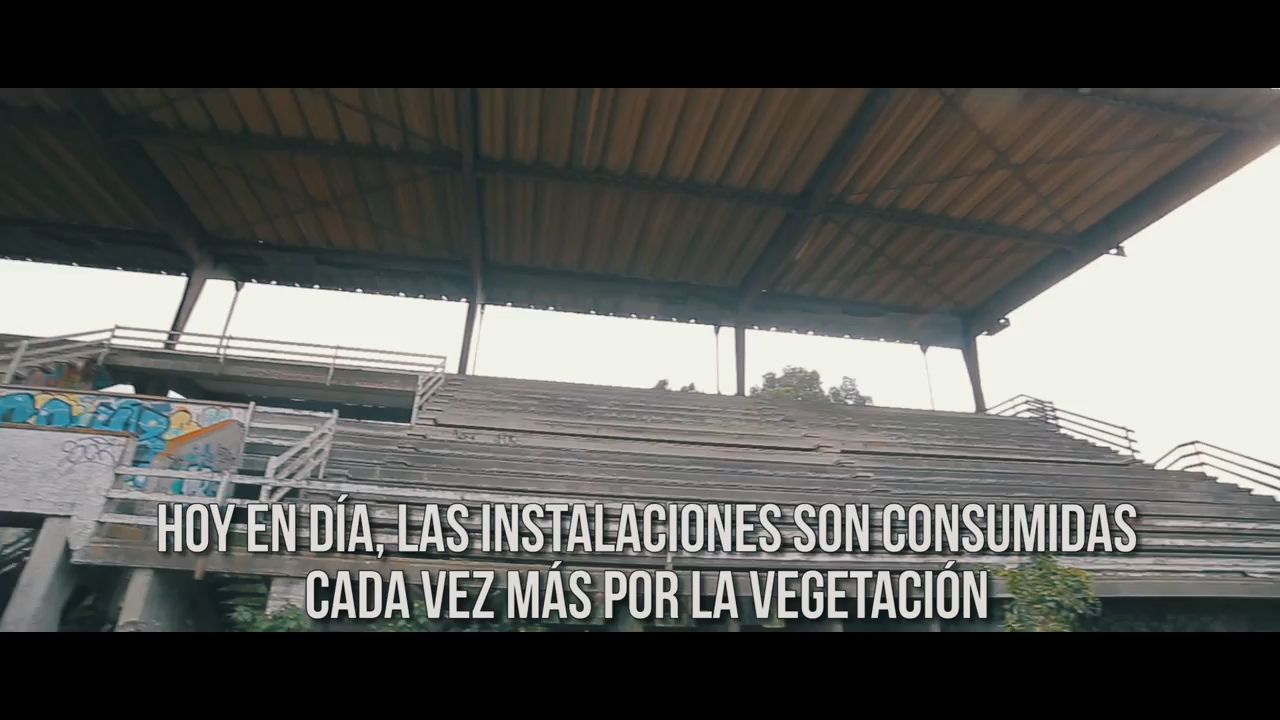 HOY EN DÍA, LAS INSTALACIONES SON CONSUMIDAS
CADA VEZ MÁS POR LA VEGETACIÓN